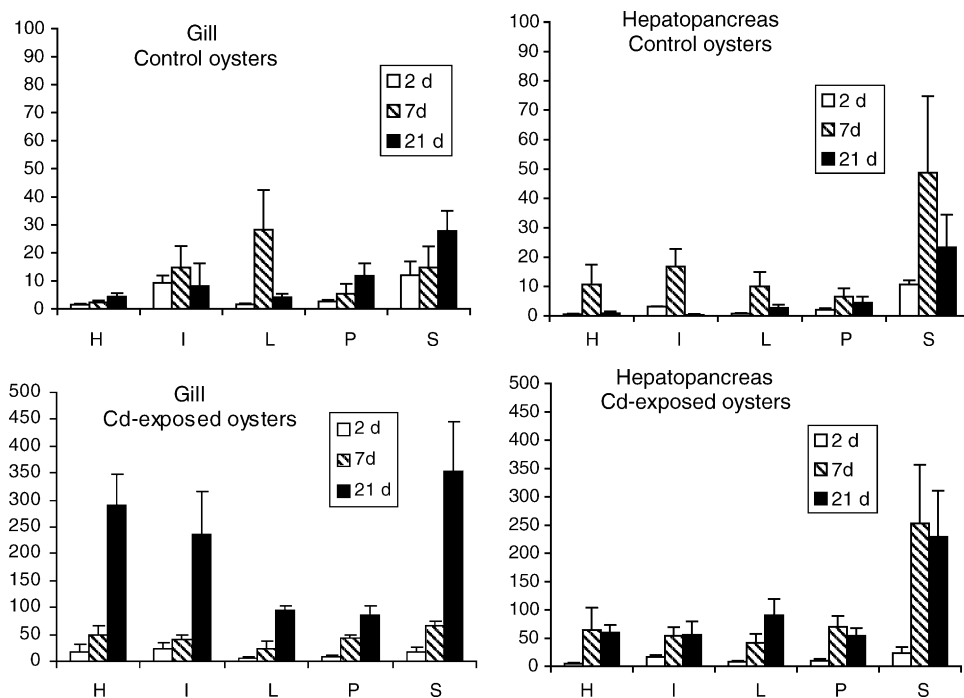 Gill
Control oysters
100
90
80
70
60
50
40
30
20
10
0
2 d
7d
21 d
H I L P S
Hepatopancreas
Control oysters
100
90
80
70
60
50
40
30
20
10
0
2 d
7d
21 d
H I L P S
Gill
Cd-exposed oysters
500
450
400
350
300
250
200
150
100
50
0
2 d
7d
21 d
H I L P S
Hepatopancreas
Cd-exposed oysters
500
450
400
350
300
250
200
150
100
50
0
2 d
7d
21 d
H I L P S